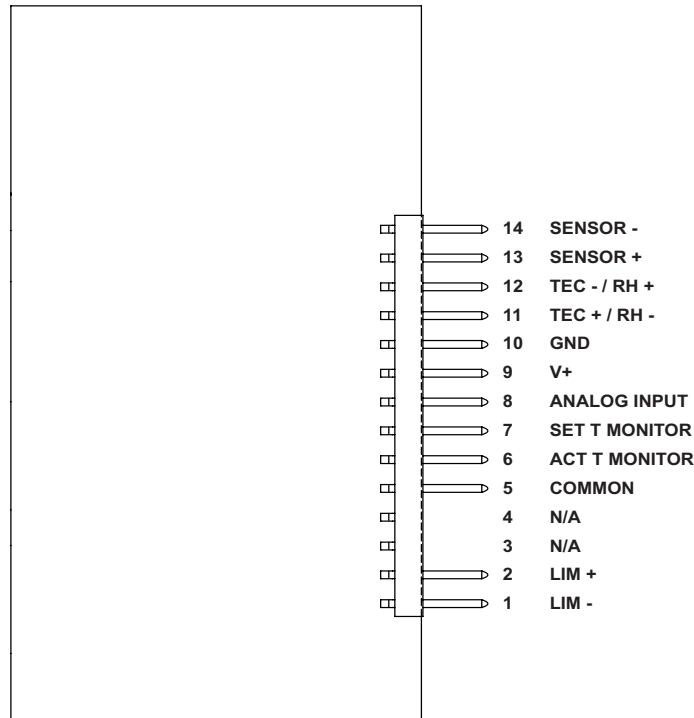 14 SENSOR -
13 SENSOR +
12 TEC - / RH +
11 TEC + / RH -
10 GND
9 V+
8 ANALOG INPUT
7 SET T MONITOR
6 ACT T MONITOR
5 COMMON
4 N/A
3 N/A
2 LIM +
1 LIM -